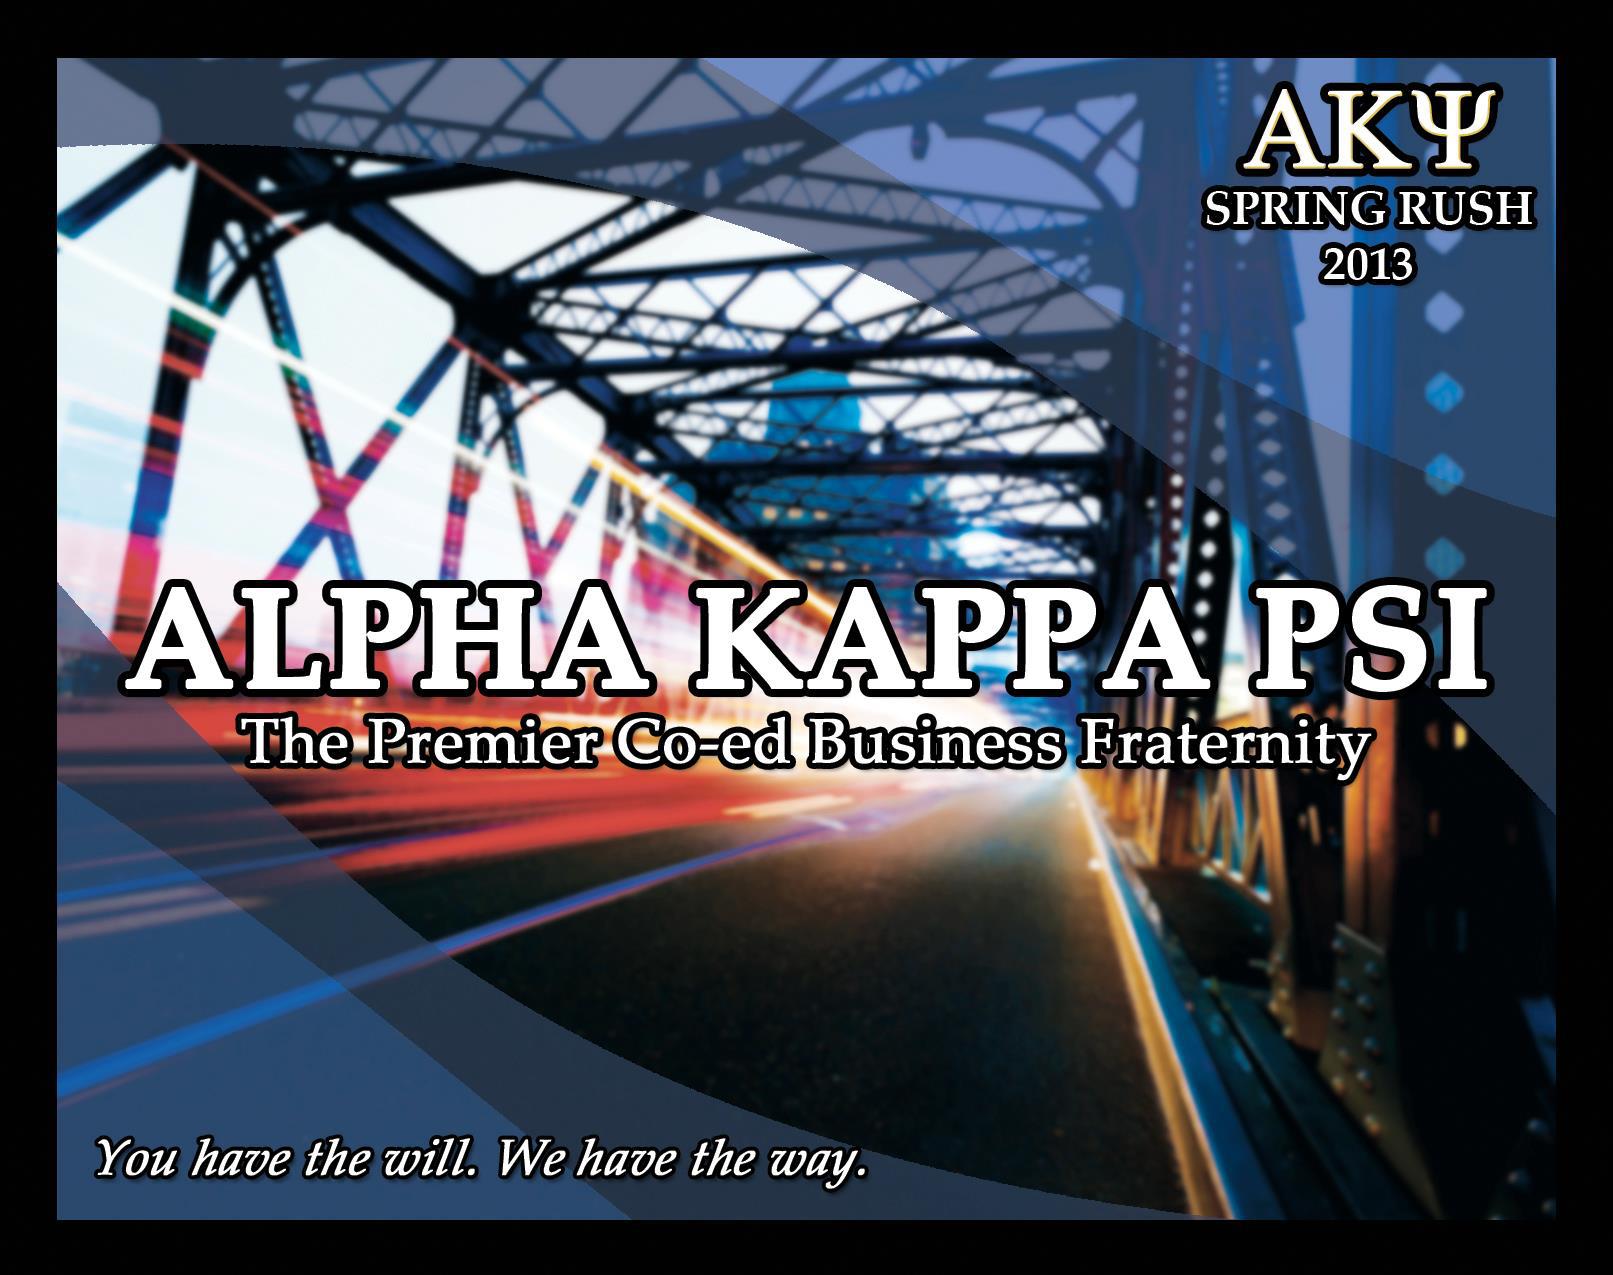 ΑΚΨ
SPRING RUSH
2013
ALPHA KAPPA PSI
The Premier Co-ed Business Fraternity
You have the will. We have the way.